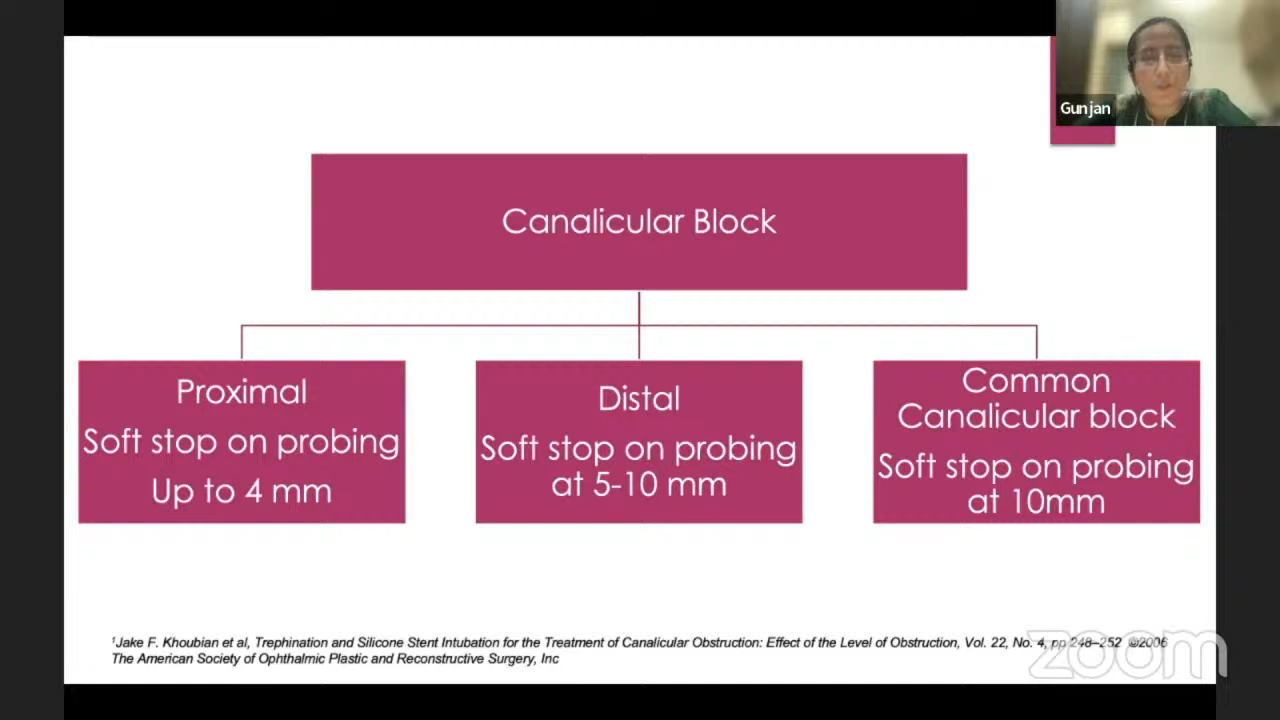 Gunjan
Canalicular Block
Proximal
Soft stop on probing
Up to 4 mm
Distal
Soft stop on probing
at 5-10 mm
Common
Canalicular block
Soft stop on probing
at 10mm
¹Jake F. Khoubian et al, Trephination and Silicone Stent Intubation for the Treatment of Canalicular Obstruction: Effect of the Level of Obstruction, Vol. 22, No. 4, pp 248–252 ©2006
The American Society of Ophthalmic Plastic and Reconstructive Surgery, Inc
zoom